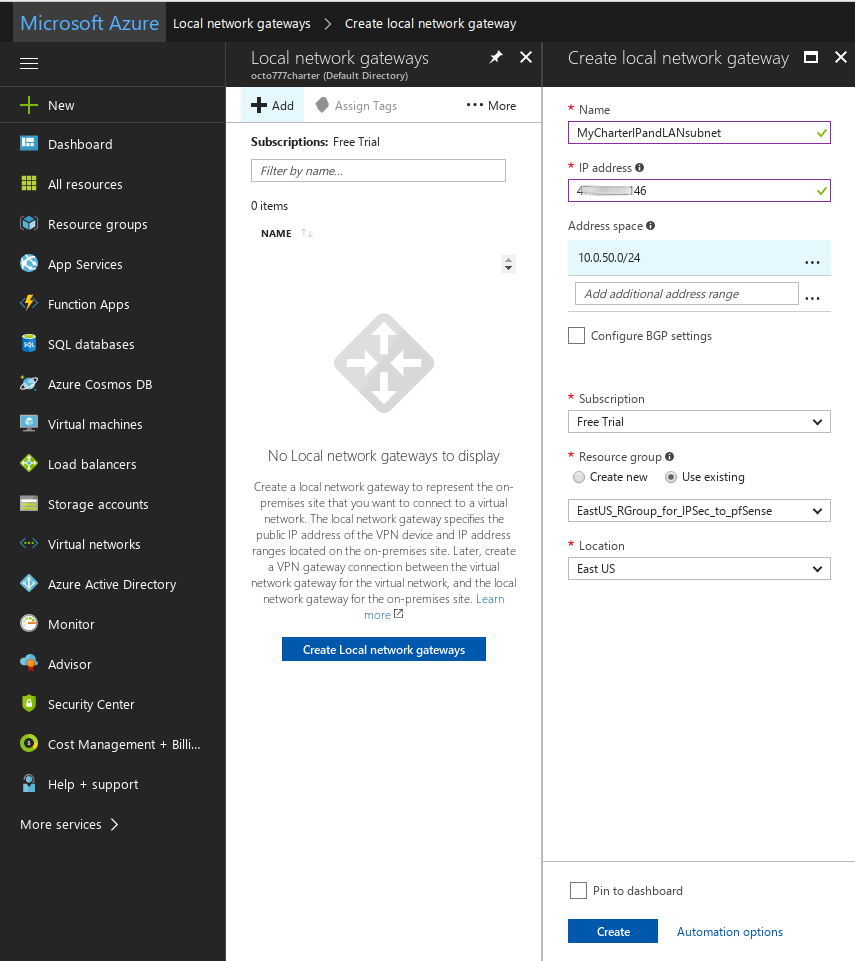 Microsoft Azure Local network gateways > Create local network gateway
New
Dashboard
All resources
Resource groups
App Services
Function Apps
SQL databases
Azure Cosmos DB
Virtual machines
Load balancers
Storage accounts
Virtual networks
Azure Active Directory
Monitor
Advisor
Security Center
Cost Management + Billi...
Help + support
More services >
Local network gateways
octo777charter (Default Directory)
Add Assign Tags ... More
Subscriptions: Free Trial
Filter by name...
0 items
NAME
No Local network gateways to display
Create a local network gateway to represent the on-
premises site that you want to connect to a virtual
network. The local network gateway specifies the
public IP address of the VPN device and IP address
ranges located on the on-premises site. Later, create
a VPN gateway connection between the virtual
network gateway for the virtual network, and the local
network gateway for the on-premises site. Learn
more
Create Local network gateways
Create local network gateway
* Name
MyCharterIPandLANsubnet
* IP address
Address space
10.0.50.0/24 ...
Add additional address range ...
Configure BGP settings
* Subscription
Free Trial
* Resource group
Create new Use existing
EastUS_RGroup_for_IPSec_to_pfSense
* Location
East US
Pin to dashboard
Create Automation options